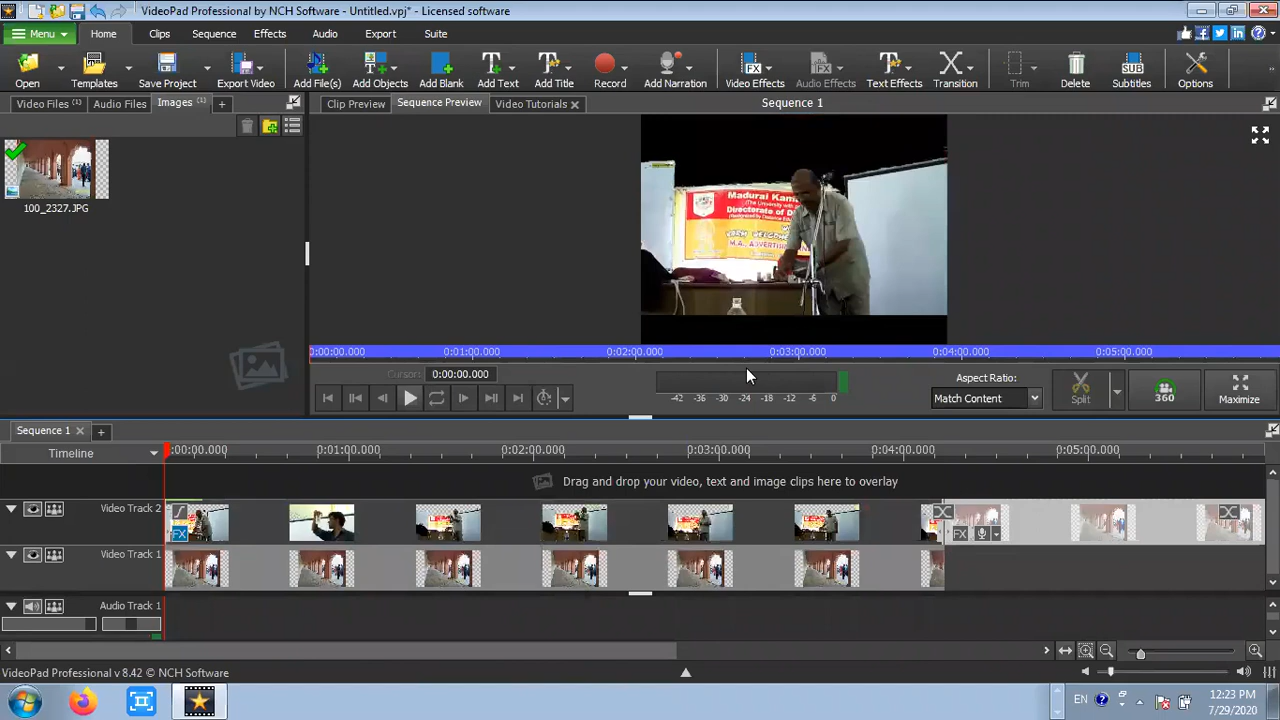 VideoPad Professional by NCH Software - Untitled.vpj* - Licensed software
Menu Home Clips Sequence Effects Audio Export Suite
Open Templates Save Project Export Video Add File(s) Add Objects Add Blank Add Text Add Title Record Add Narration Video Effects Audio Effects Text Effects Transition Trim Delete Subtitles Options
Video Files (1) Audio Files Images (1) + Clip Preview Sequence Preview Video Tutorials Sequence 1
100_2327.JPG
Madurai Kam
Directorate of D
M.A., ADVERTI
0:00:00.000 0:01:00.000 0:02:00.000 0:03:00.000 0:04:00.000 0:05:00.000
Cursor: 0:00:00.000
-42 -36 -30 -24 -18 -12 -6 0
Aspect Ratio:
Match Content
Split 360 Maximize
Sequence 1
Timeline :00:00.000 0:01:00.000 0:02:00.000 0:03:00.000 0:04:00.000 0:05:00.000
Drag and drop your video, text and image clips here to overlay
Video Track 2
FX FX
Video Track 1
Audio Track 1
VideoPad Professional v 8.42 © NCH Software
EN 12:23 PM
7/29/2020